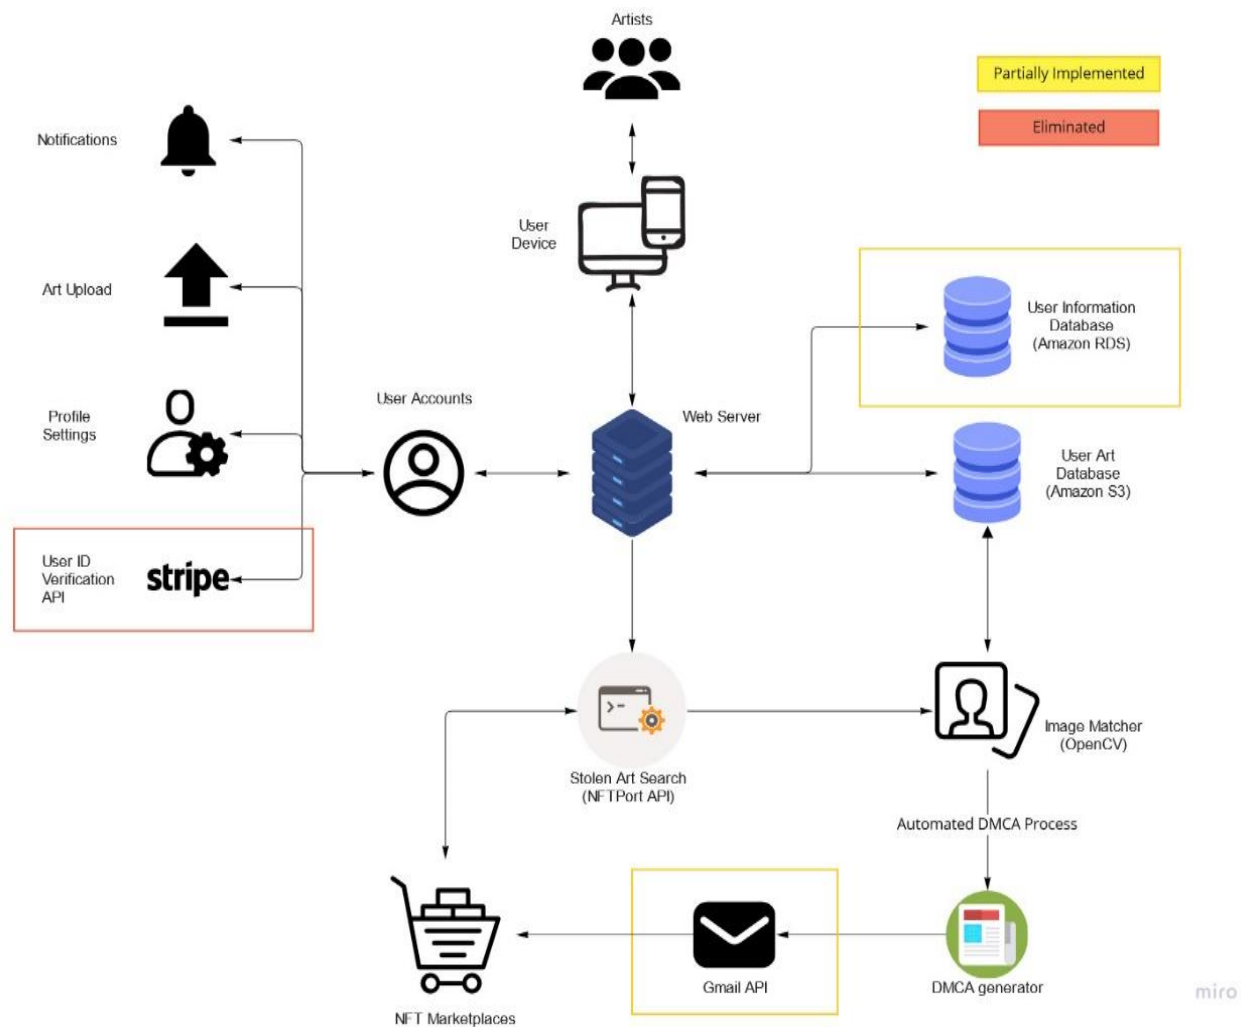 Artists
Partially Implemented
Eliminated
Notifications
User
Device
Art Upload
User Information
Database
(Amazon RDS)
Profile
Settings
User Accounts
Web Server
User Art
Database
(Amazon S3)
User ID
Verification
API
stripe
Stolen Art Search
(NFTPort API)
Image Matcher
(OpenCV)
Automated DMCA Process
Gmail API
DMCA generator
NFT Marketplaces
miro